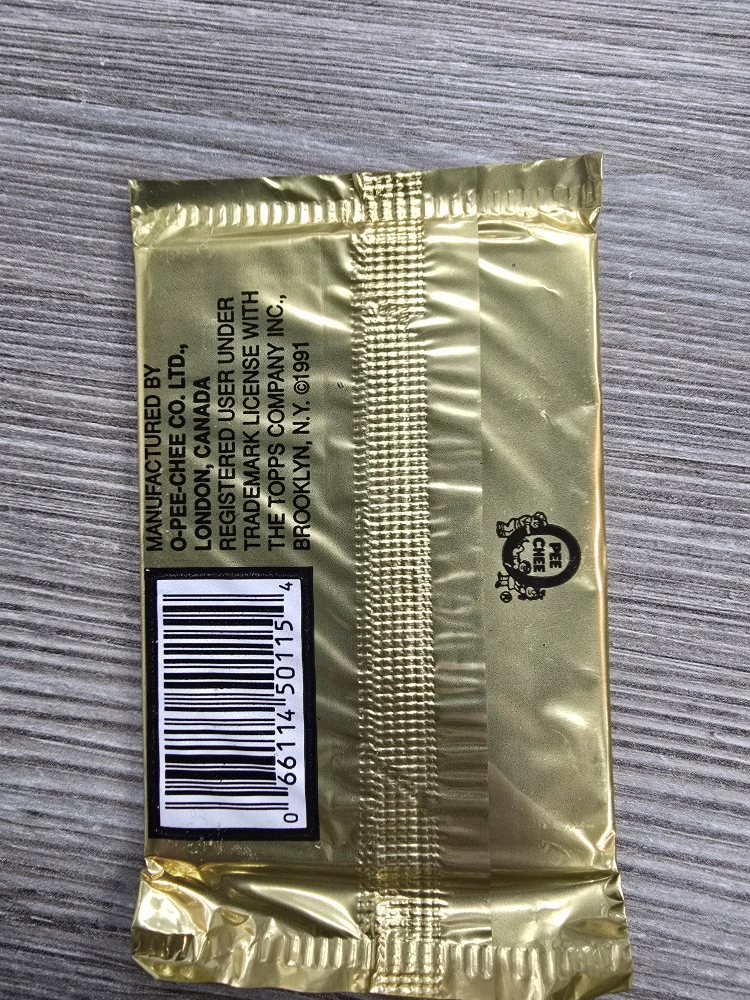 MANUFACTURED BY
O-PEE-CHEE CO. LTD.,
LONDON, CANADA
REGISTERED USER UNDER
TRADEMARK LICENSE WITH
THE TOPPS COMPANY INC.,
BROOKLYN, N.Y. ©1991
0 66114 50115 4
PEE
CHEE